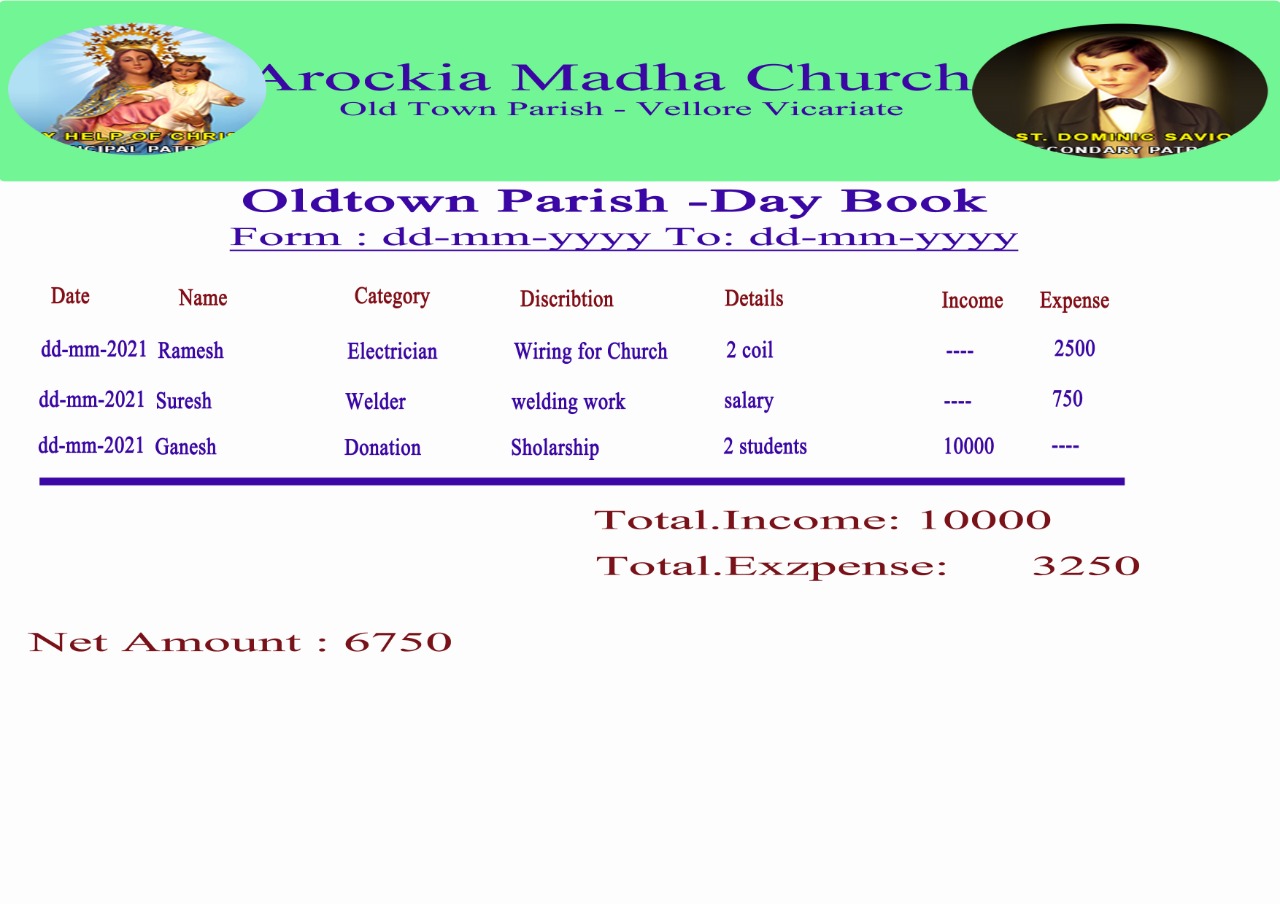 Arockia Madha Church
Old Town Parish - Vellore Vicariate
Y HELP OF CHRIS
NCIPAL PATR
ST. DOMINIC SAVIO
CONDARY PATR
Oldtown Parish -Day Book
Form : dd-mm-yyyy To: dd-mm-yyyy
Date Name Category Discribtion Details Income Expense
dd-mm-2021 Ramesh Electrician Wiring for Church 2 coil ---- 2500
dd-mm-2021 Suresh Welder welding work salary ---- 750
dd-mm-2021 Ganesh Donation Sholarship 2 students 10000 ----
Total.Income: 10000
Total.Exzpense: 3250
Net Amount : 6750